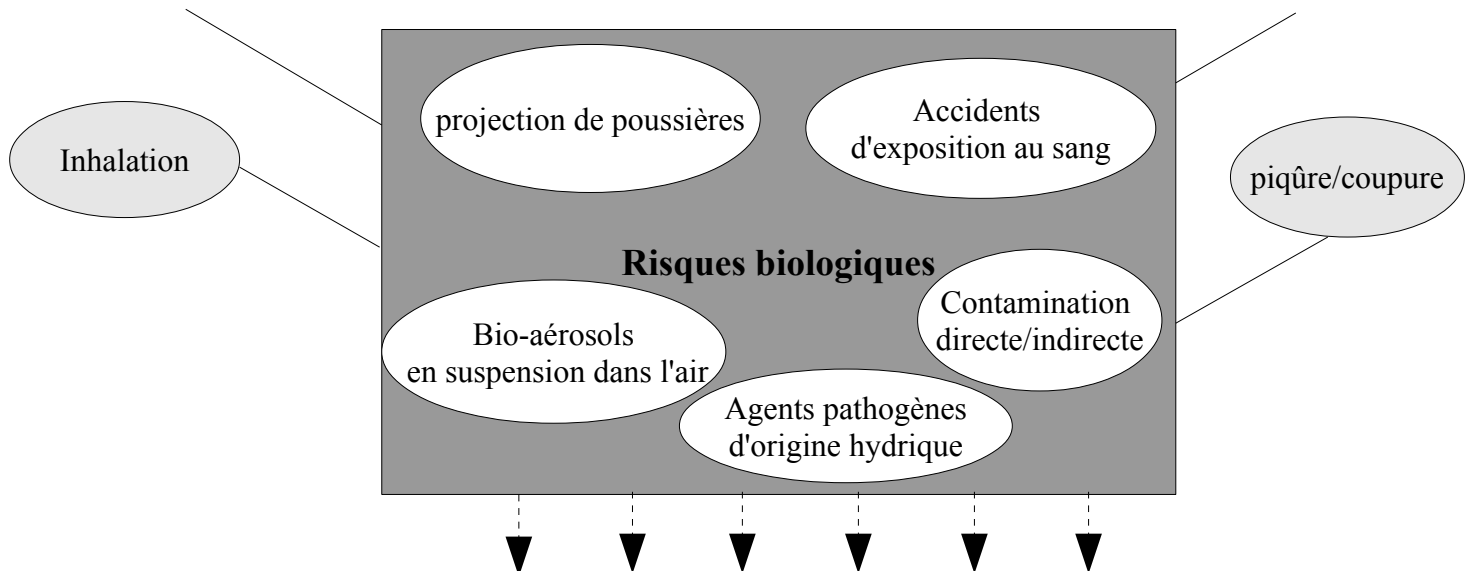 projection de poussières
Accidents
d'exposition au sang
Inhalation
piqûre/coupure
Risques biologiques
Contamination
directe/indirecte
Bio-aérosols
en suspension dans l'air
Agents pathogènes
d'origine hydrique